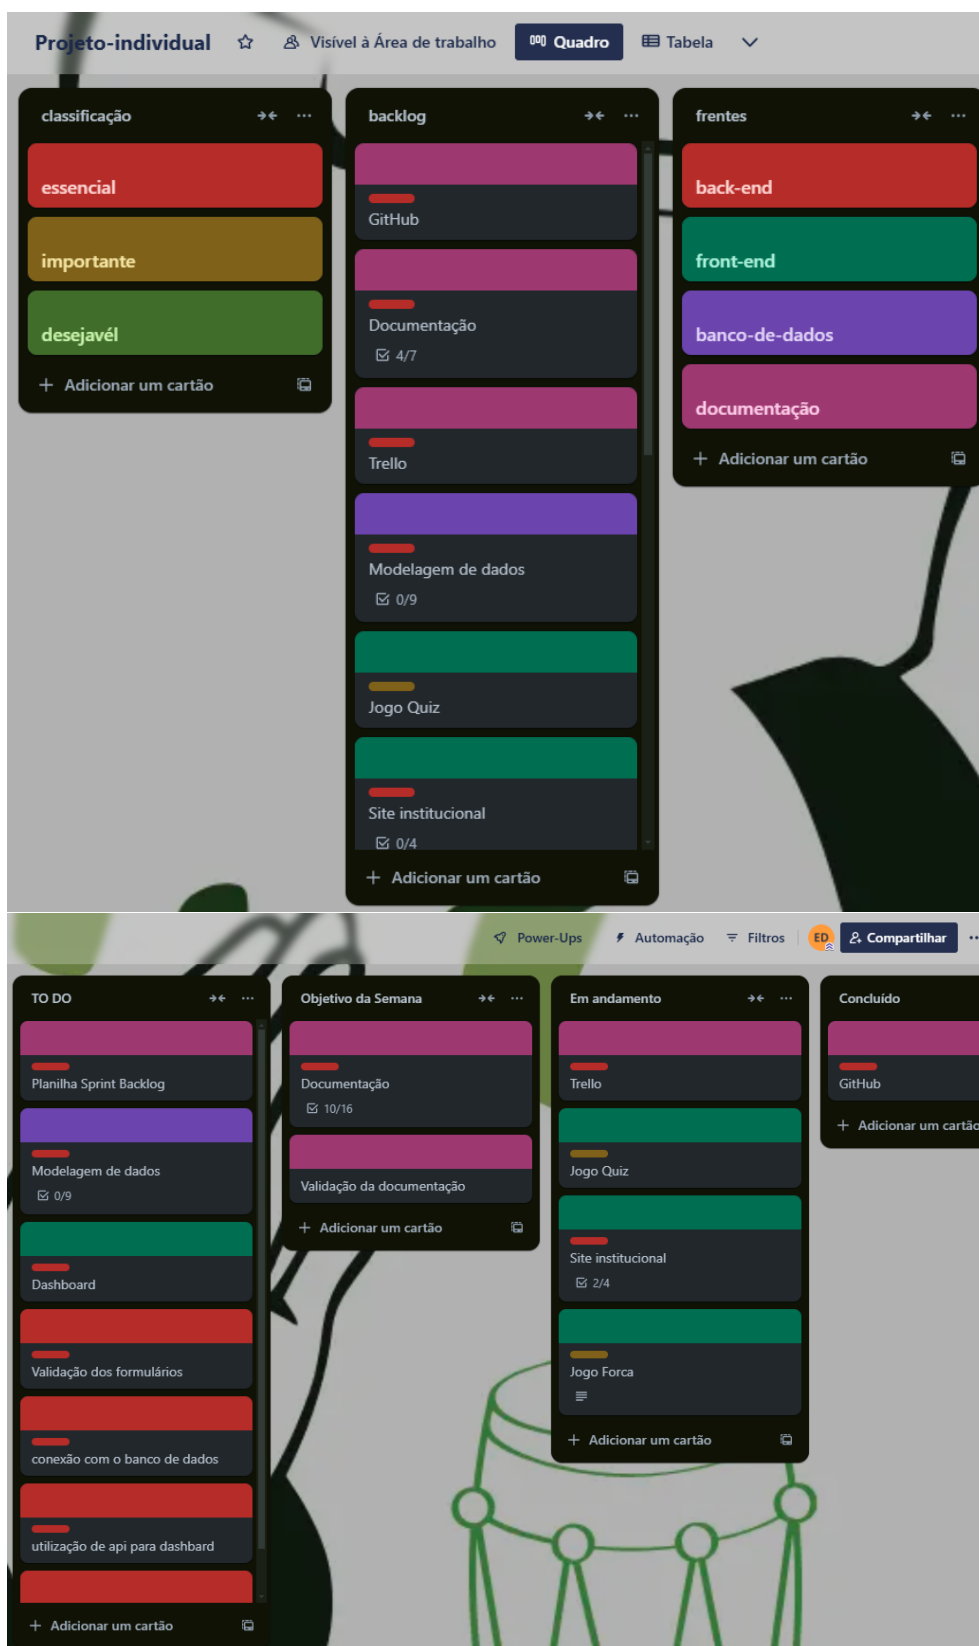 Projeto-individual
Visível à Área de trabalho
Quadro
Tabela
classificação
essencial
importante
desejavél
Adicionar um cartão
backlog
GitHub
Documentação
4/7
Trello
Modelagem de dados
0/9
Jogo Quiz
Site institucional
0/4
Adicionar um cartão
frentes
back-end
front-end
banco-de-dados
documentação
Adicionar um cartão
Power-Ups
Automação
Filtros
ED
Compartilhar
TO DO
Planilha Sprint Backlog
Modelagem de dados
0/9
Dashboard
Validação dos formulários
conexão com o banco de dados
utilização de api para dashbard
Adicionar um cartão
Objetivo da Semana
Documentação
10/16
Validação da documentação
Adicionar um cartão
Em andamento
Trello
Jogo Quiz
Site institucional
2/4
Jogo Forca
Adicionar um cartão
Concluído
GitHub
Adicionar um cartão